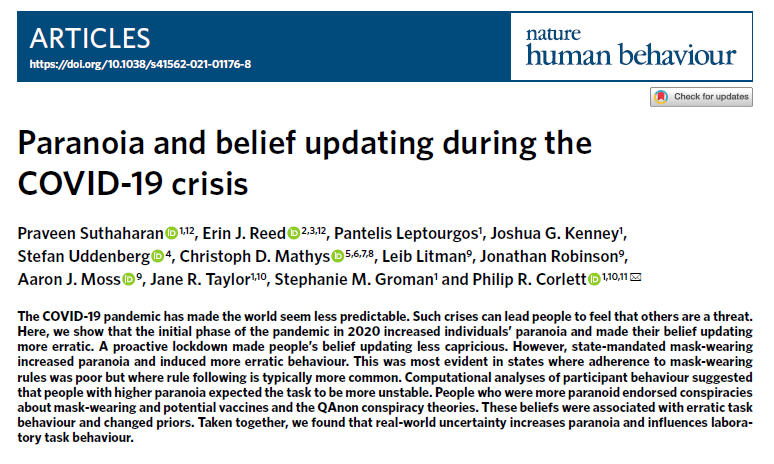 ARTICLES
https://doi.org/10.1038/s41562-021-01176-8
nature
human behaviour
Check for updates
Paranoia and belief updating during the
COVID-19 crisis
Praveen Suthaharan iD 1,12, Erin J. Reed iD 2,3,12, Pantelis Leptourgos1, Joshua G. Kenney1,
Stefan Uddenberg iD 4, Christoph D. Mathys iD 5,6,7,8, Leib Litman9, Jonathan Robinson9,
Aaron J. Moss iD 9, Jane R. Taylor1,10, Stephanie M. Groman1 and Philip R. Corlett iD 1,10,11 ✉
The COVID-19 pandemic has made the world seem less predictable. Such crises can lead people to feel that others are a threat.
Here, we show that the initial phase of the pandemic in 2020 increased individuals' paranoia and made their belief updating
more erratic. A proactive lockdown made people's belief updating less capricious. However, state-mandated mask-wearing
increased paranoia and induced more erratic behaviour. This was most evident in states where adherence to mask-wearing
rules was poor but where rule following is typically more common. Computational analyses of participant behaviour suggested
that people with higher paranoia expected the task to be more unstable. People who were more paranoid endorsed conspiracies
about mask-wearing and potential vaccines and the QAnon conspiracy theories. These beliefs were associated with erratic task
behaviour and changed priors. Taken together, we found that real-world uncertainty increases paranoia and influences labora-
tory task behaviour.